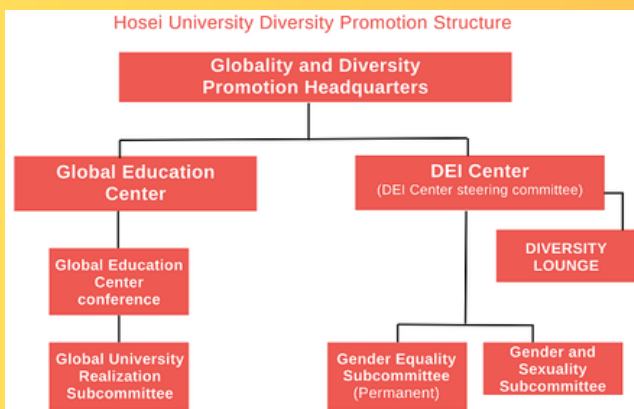 Hosei University Diversity Promotion Structure
Globality and Diversity
Promotion Headquarters
Global Education
Center
DEI Center
(DEI Center steering committee)
DIVERSITY
LOUNGE
Global Education
Center
conference
Global University
Realization
Subcommittee
Gender Equality
Subcommittee
(Permanent)
Gender and
Sexuality
Subcommittee